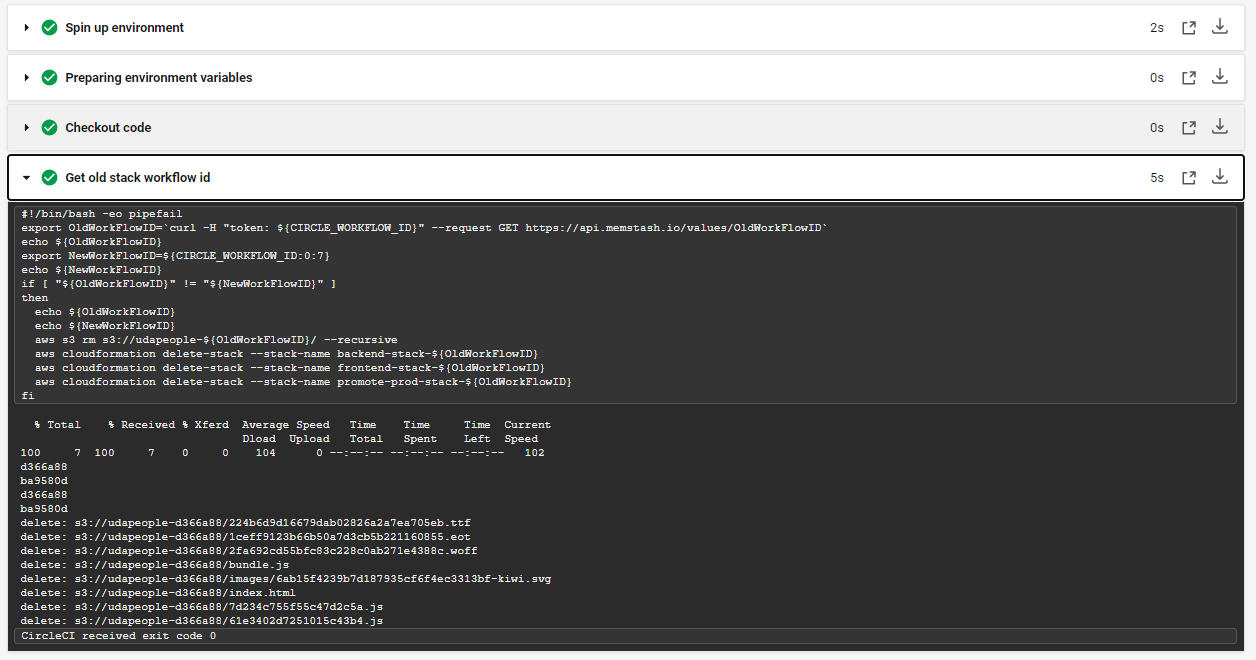 Spin up environment 2s
Preparing environment variables 0s
Checkout code 0s
Get old stack workflow id 5s
#!/bin/bash -eo pipefail
export OldWorkFlowID=`curl -H "token: ${CIRCLE_WORKFLOW_ID}" --request GET https://api.memstash.io/values/OldWorkFlowID`
echo ${OldWorkFlowID}
export NewWorkFlowID=${CIRCLE_WORKFLOW_ID:0:7}
echo ${NewWorkFlowID}
if [ "${OldWorkFlowID}" != "${NewWorkFlowID}" ]
then
  echo ${OldWorkFlowID}
  echo ${NewWorkFlowID}
  aws s3 rm s3://udapeople-${OldWorkFlowID}/ --recursive
  aws cloudformation delete-stack --stack-name backend-stack-${OldWorkFlowID}
  aws cloudformation delete-stack --stack-name frontend-stack-${OldWorkFlowID}
  aws cloudformation delete-stack --stack-name promote-prod-stack-${OldWorkFlowID}
fi
  % Total    % Received % Xferd  Average Speed   Time    Time     Time  Current
                                 Dload  Upload   Total   Spent    Left  Speed
100     7  100     7    0     0    104      0 --:--:-- --:--:-- --:--:--   102
d366a88
ba9580d
d366a88
ba9580d
delete: s3://udapeople-d366a88/224b6d9d16679dab02826a2a7ea705eb.ttf
delete: s3://udapeople-d366a88/1ceff9123b66b50a7d3cb5b221160855.eot
delete: s3://udapeople-d366a88/2fa692cd55bfc83c228c0ab271e4388c.woff
delete: s3://udapeople-d366a88/bundle.js
delete: s3://udapeople-d366a88/images/6ab15f4239b7d187935cf6f4ec3313bf-kiwi.svg
delete: s3://udapeople-d366a88/index.html
delete: s3://udapeople-d366a88/7d234c755f55c47d2c5a.js
delete: s3://udapeople-d366a88/61e3402d7251015c43b4.js
CircleCI received exit code 0